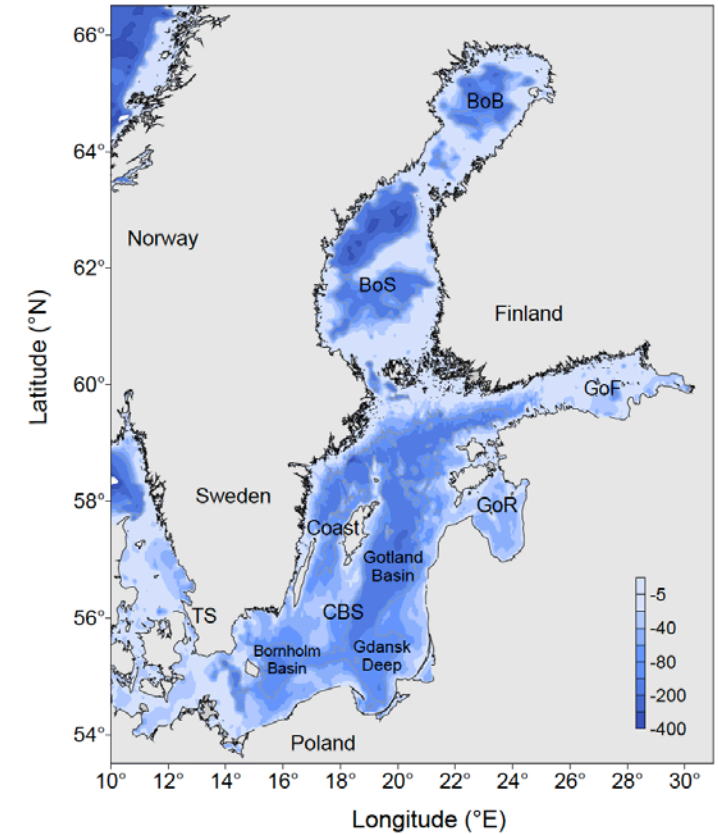 66°
64°
62°
60°
58°
56°
54°
Latitude (°N)
BoB
Norway
BoS
Finland
GoF
Sweden
GoR
Coast
Gotland
Basin
TS
CBS
Bornholm
Basin
Gdansk
Deep
Poland
-5
-40
-80
-200
-400
10° 12° 14° 16° 18° 20° 22° 24° 26° 28° 30°
Longitude (°E)